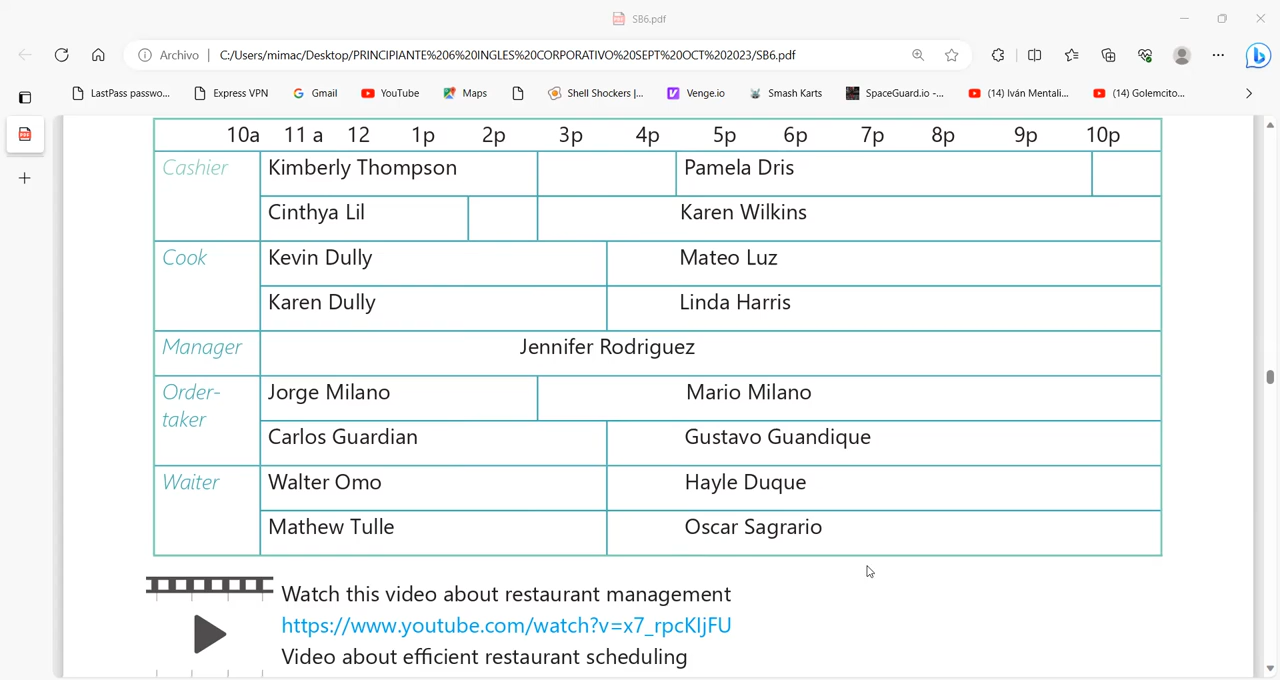 SB6.pdf
Archivo
C:/Users/mimac/Desktop/PRINCIPIANTE%206%20INGLES%20CORPORATIVO%20SEPT%20OCT%202023/SB6.pdf
LastPass passwo...
Express VPN
Gmail
YouTube
Maps
Shell Shockers |...
Venge.io
Smash Karts
SpaceGuard.io -...
(14) Iván Mentali...
(14) Golemcito...
10a 11 a 12 1p 2p 3p 4p 5p 6p 7p 8p 9p 10p
Cashier Kimberly Thompson Pamela Dris
Cinthya Lil Karen Wilkins
Cook Kevin Dully Mateo Luz
Karen Dully Linda Harris
Manager Jennifer Rodriguez
Order- Jorge Milano Mario Milano
taker
Carlos Guardian Gustavo Guandique
Waiter Walter Omo Hayle Duque
Mathew Tulle Oscar Sagrario
Watch this video about restaurant management
https://www.youtube.com/watch?v=x7_rpcKljFU
Video about efficient restaurant scheduling